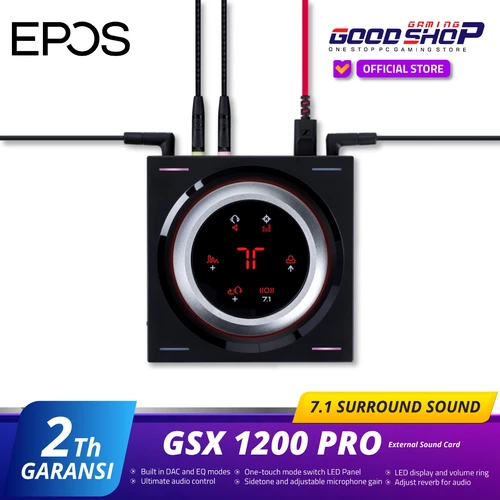 EPOS
GAMING
GOODSHOP
ONE STOP PC GAMING STORE
OFFICIAL STORE
+
+
7.1
7.1 SURROUND SOUND
2Th
GARANSI
GSX 1200 PRO
External Sound Card
Built in DAC and EQ modes
One-touch mode switch LED Panel
LED display and volume ring
Ultimate audio control
Sidetone and adjustable microphone gain
Adjust reverb for audio